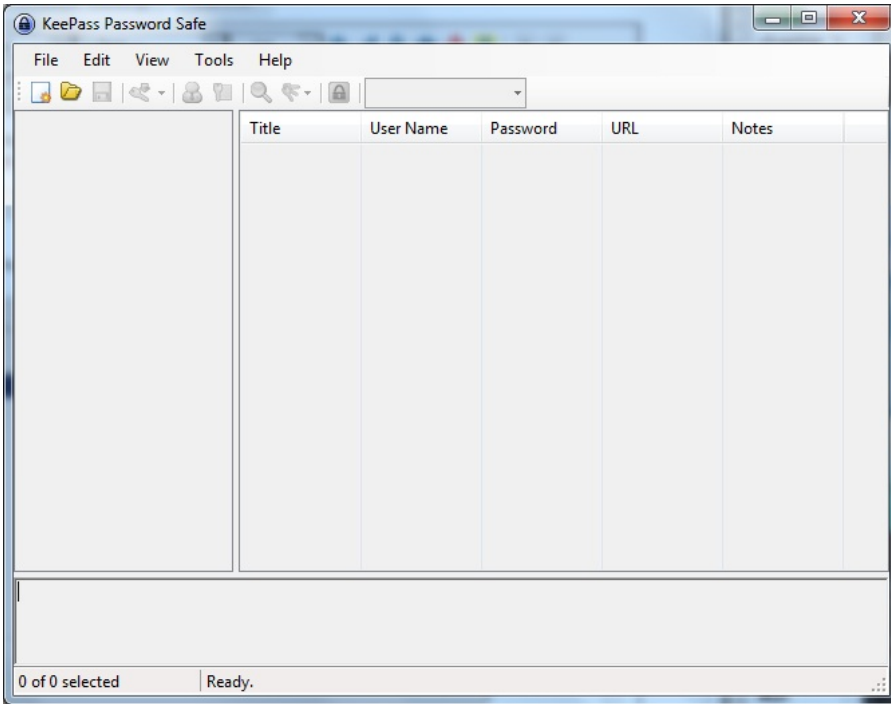 KeePass Password Safe
File Edit View Tools Help
Title User Name Password URL Notes
0 of 0 selected Ready.